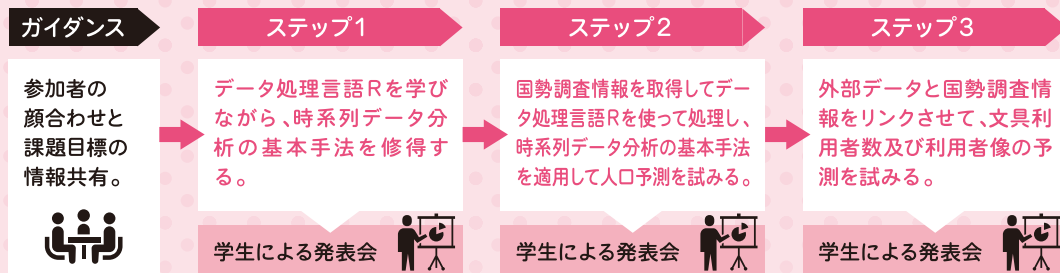 ガイダンス
参加者の
顔合わせと
課題目標の
情報共有。
ステップ1
データ処理言語Rを学び
ながら、時系列データ分
析の基本手法を修得す
る。
学生による発表会
ステップ2
国勢調査情報を取得してデー
タ処理言語Rを使って処理し、
時系列データ分析の基本手法
を適用して人口予測を試みる。
学生による発表会
ステップ3
外部データと国勢調査情
報をリンクさせて、文具利
用者数及び利用者像の予
測を試みる。
学生による発表会